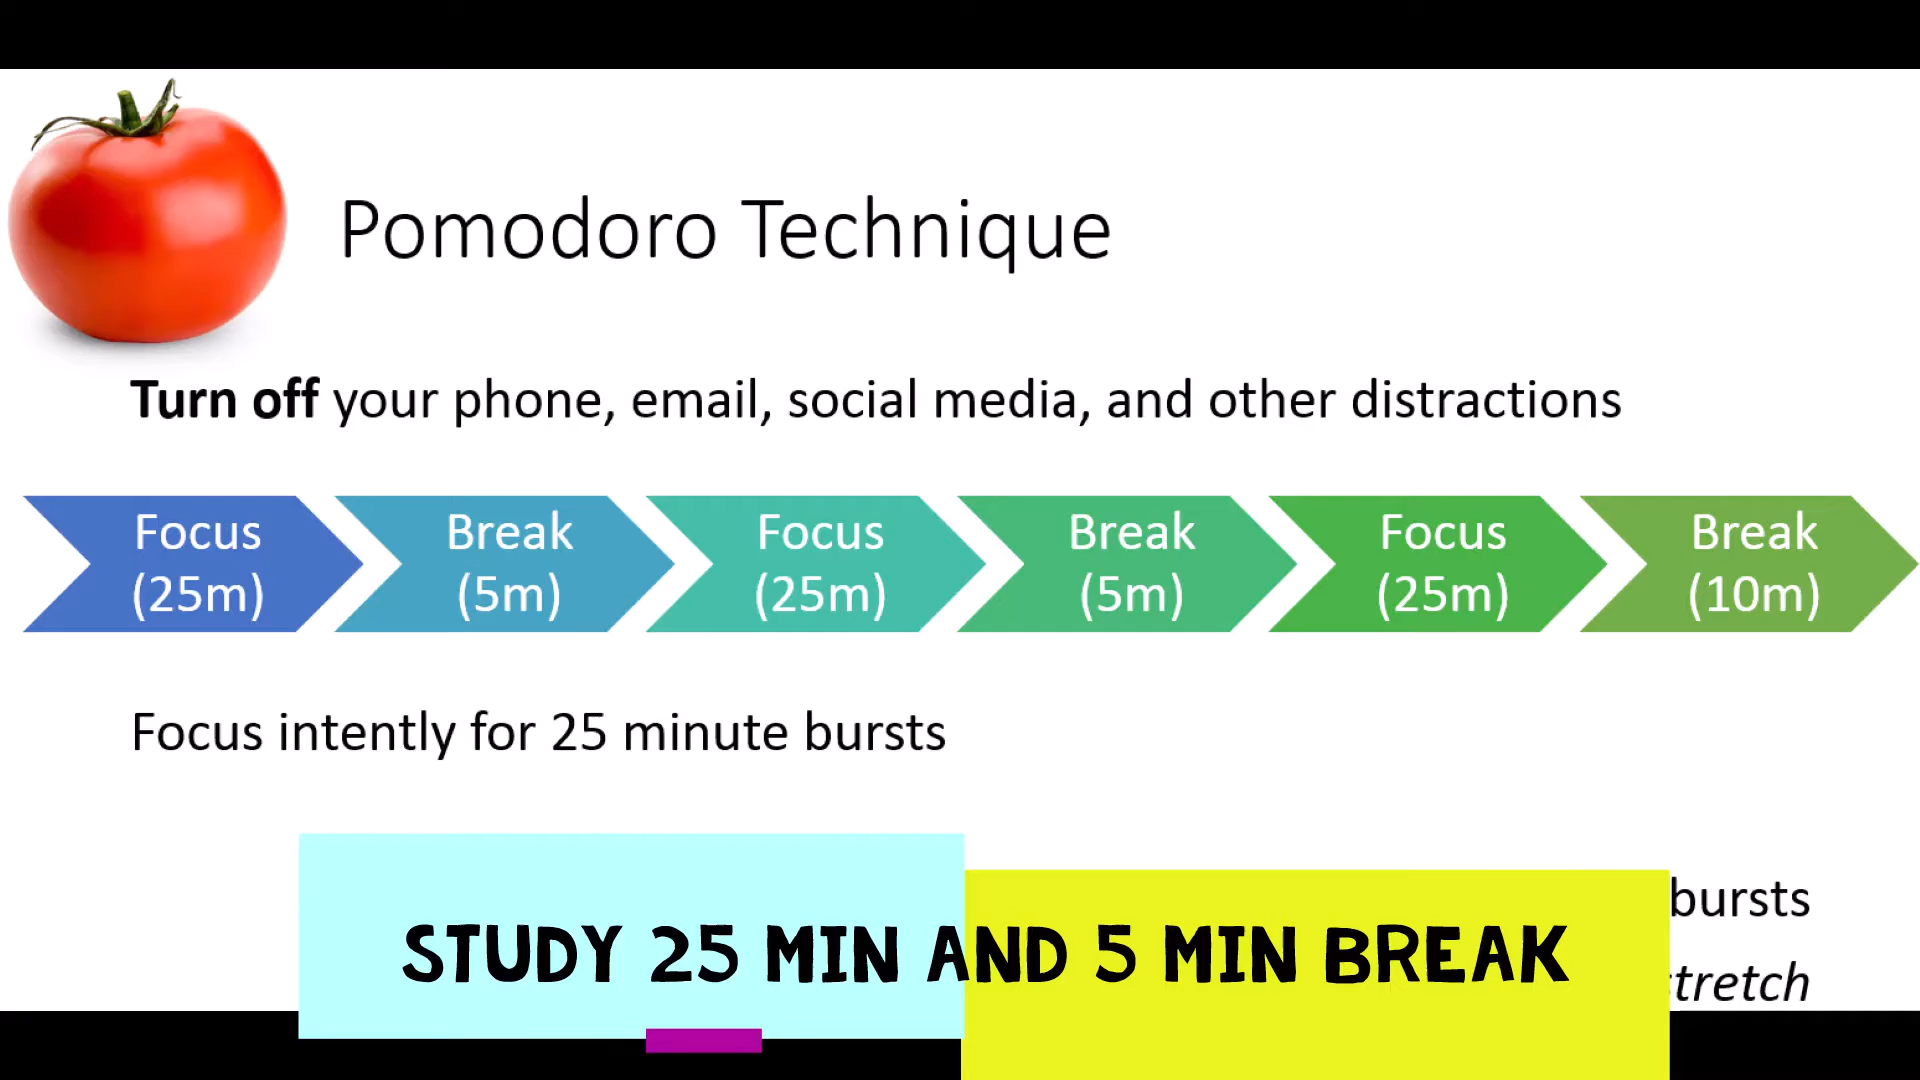 Pomodoro Technique
Turn off your phone, email, social media, and other distractions
Focus
(25m)
Break
(5m)
Focus
(25m)
Break
(5m)
Focus
(25m)
Break
(10m)
Focus intently for 25 minute bursts
bursts
STUDY 25 MIN AND 5 MIN BREAK